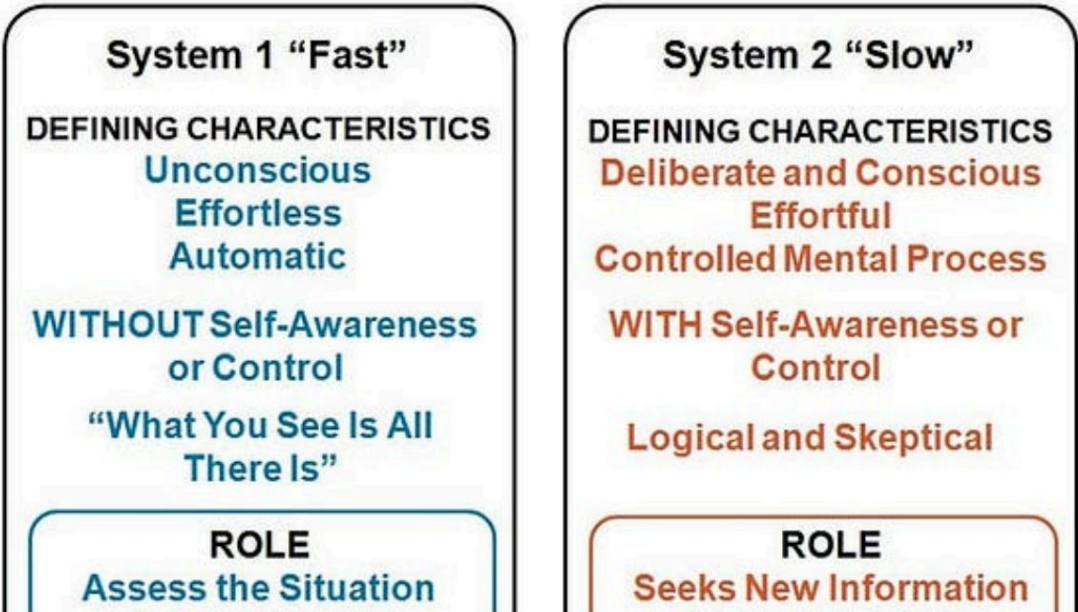 System 1 “Fast”
DEFINING CHARACTERISTICS
Unconscious
Effortless
Automatic
WITHOUT Self-Awareness
or Control
“What You See Is All
There Is”
ROLE
Assess the Situation
System 2 “Slow”
DEFINING CHARACTERISTICS
Deliberate and Conscious
Effortful
Controlled Mental Process
WITH Self-Awareness or
Control
Logical and Skeptical
ROLE
Seeks New Information